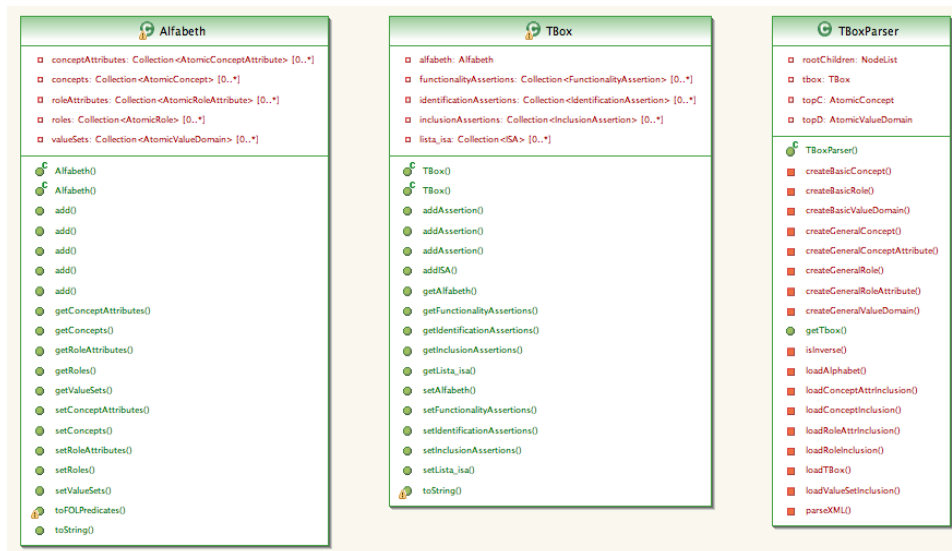 Alfabeth
conceptAttributes: Collection<AtomicConceptAttribute> [0..*]
concepts: Collection<AtomicConcept> [0..*]
roleAttributes: Collection<AtomicRoleAttribute> [0..*]
roles: Collection<AtomicRole> [0..*]
valueSets: Collection<AtomicValueDomain> [0..*]
Alfabeth()
Alfabeth()
add()
add()
add()
add()
add()
getConceptAttributes()
getConcepts()
getRoleAttributes()
getRoles()
getValueSets()
setConceptAttributes()
setConcepts()
setRoleAttributes()
setRoles()
setValueSets()
toFOLPredicates()
toString()
TBox
alfabeth: Alfabeth
functionalityAssertions: Collection<FunctionalityAssertion> [0..*]
identificationAssertions: Collection<IdentificationAssertion> [0..*]
inclusionAssertions: Collection<InclusionAssertion> [0..*]
lista_isa: Collection<ISA> [0..*]
TBox()
TBox()
addAssertion()
addAssertion()
addAssertion()
addISA()
getAlfabeth()
getFunctionalityAssertions()
getIdentificationAssertions()
getInclusionAssertions()
getLista_isa()
setAlfabeth()
setFunctionalityAssertions()
setIdentificationAssertions()
setInclusionAssertions()
setLista_isa()
toString()
TBoxParser
rootChildren: NodeList
tbox: TBox
topC: AtomicConcept
topD: AtomicValueDomain
TBoxParser()
createBasicConcept()
createBasicRole()
createBasicValueDomain()
createGeneralConcept()
createGeneralConceptAttribute()
createGeneralRole()
createGeneralRoleAttribute()
createGeneralValueDomain()
getTbox()
isInverse()
loadAlphabet()
loadConceptAttrInclusion()
loadConceptInclusion()
loadRoleAttrInclusion()
loadRoleInclusion()
loadTBox()
loadValueSetInclusion()
parseXML()